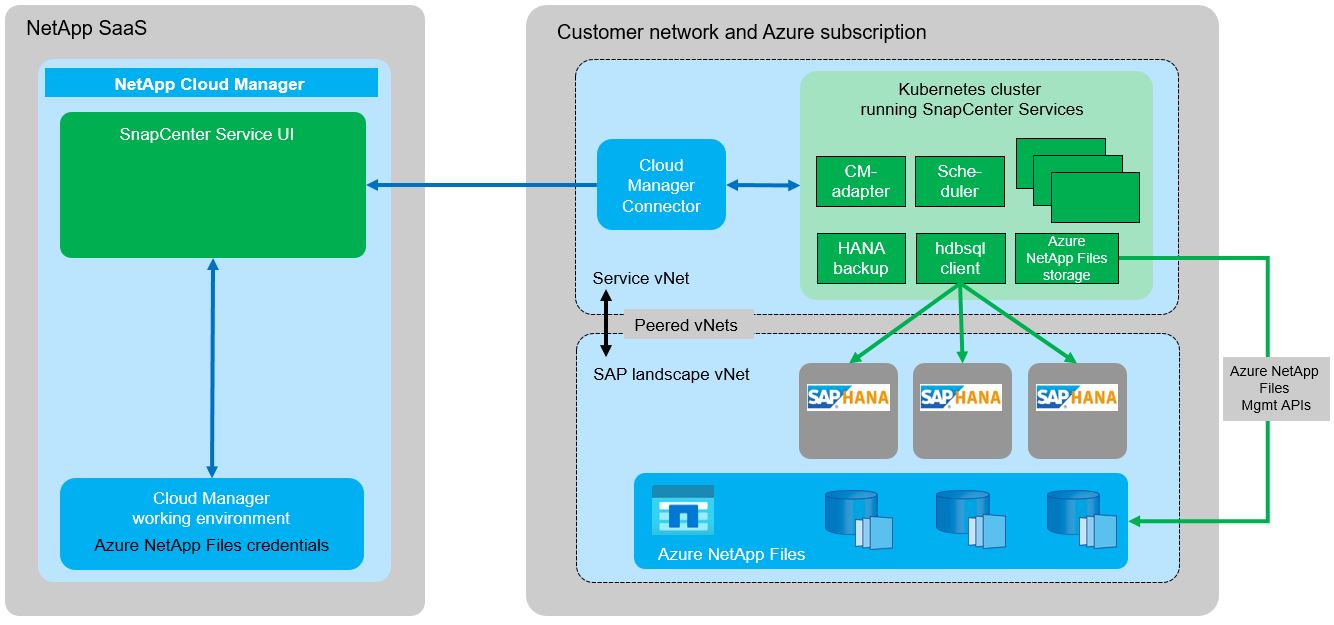 NetApp SaaS
NetApp Cloud Manager
SnapCenter Service UI
Cloud Manager
working environment
Azure NetApp Files credentials
Customer network and Azure subscription
Kubernetes cluster
running SnapCenter Services
Cloud
Manager
Connector
CM-
adapter
Sche-
duler
HANA
backup
hdbsql
client
Azure
NetApp Files
storage
Service vNet
Peered vNets
SAP landscape vNet
SAP HANA
SAP HANA
SAP HANA
Azure NetApp
Files
Mgmt APIs
Azure NetApp Files